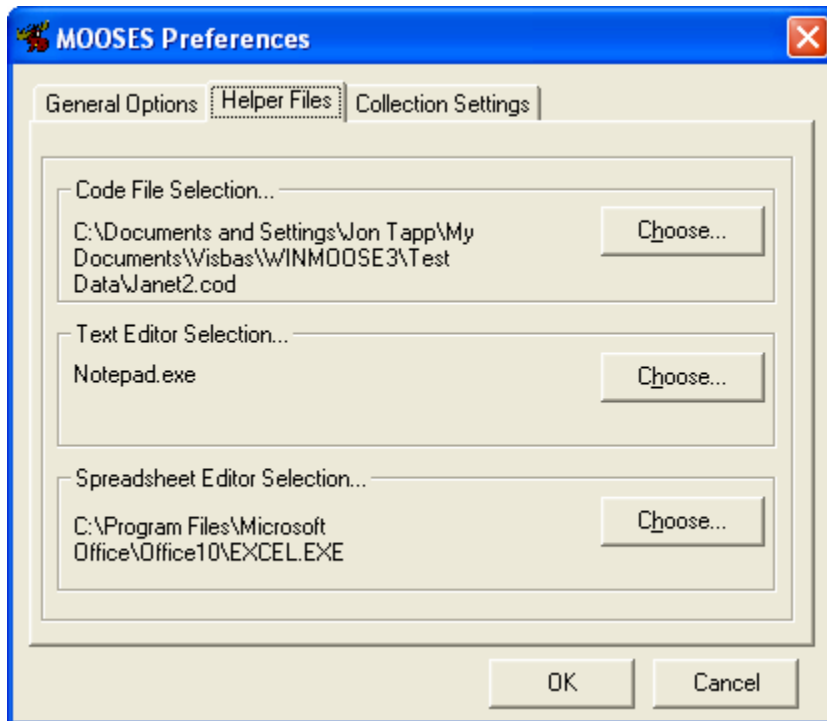 MOOSES Preferences
General Options Helper Files Collection Settings
Code File Selection...
C:\Documents and Settings\Jon Tapp\My
Documents\Visbas\WINMOOSE3\Test
Data\Janet2.cod
Choose...
Text Editor Selection...
Notepad.exe
Choose...
Spreadsheet Editor Selection...
C:\Program Files\Microsoft
Office\Office10\EXCEL.EXE
Choose...
OK Cancel